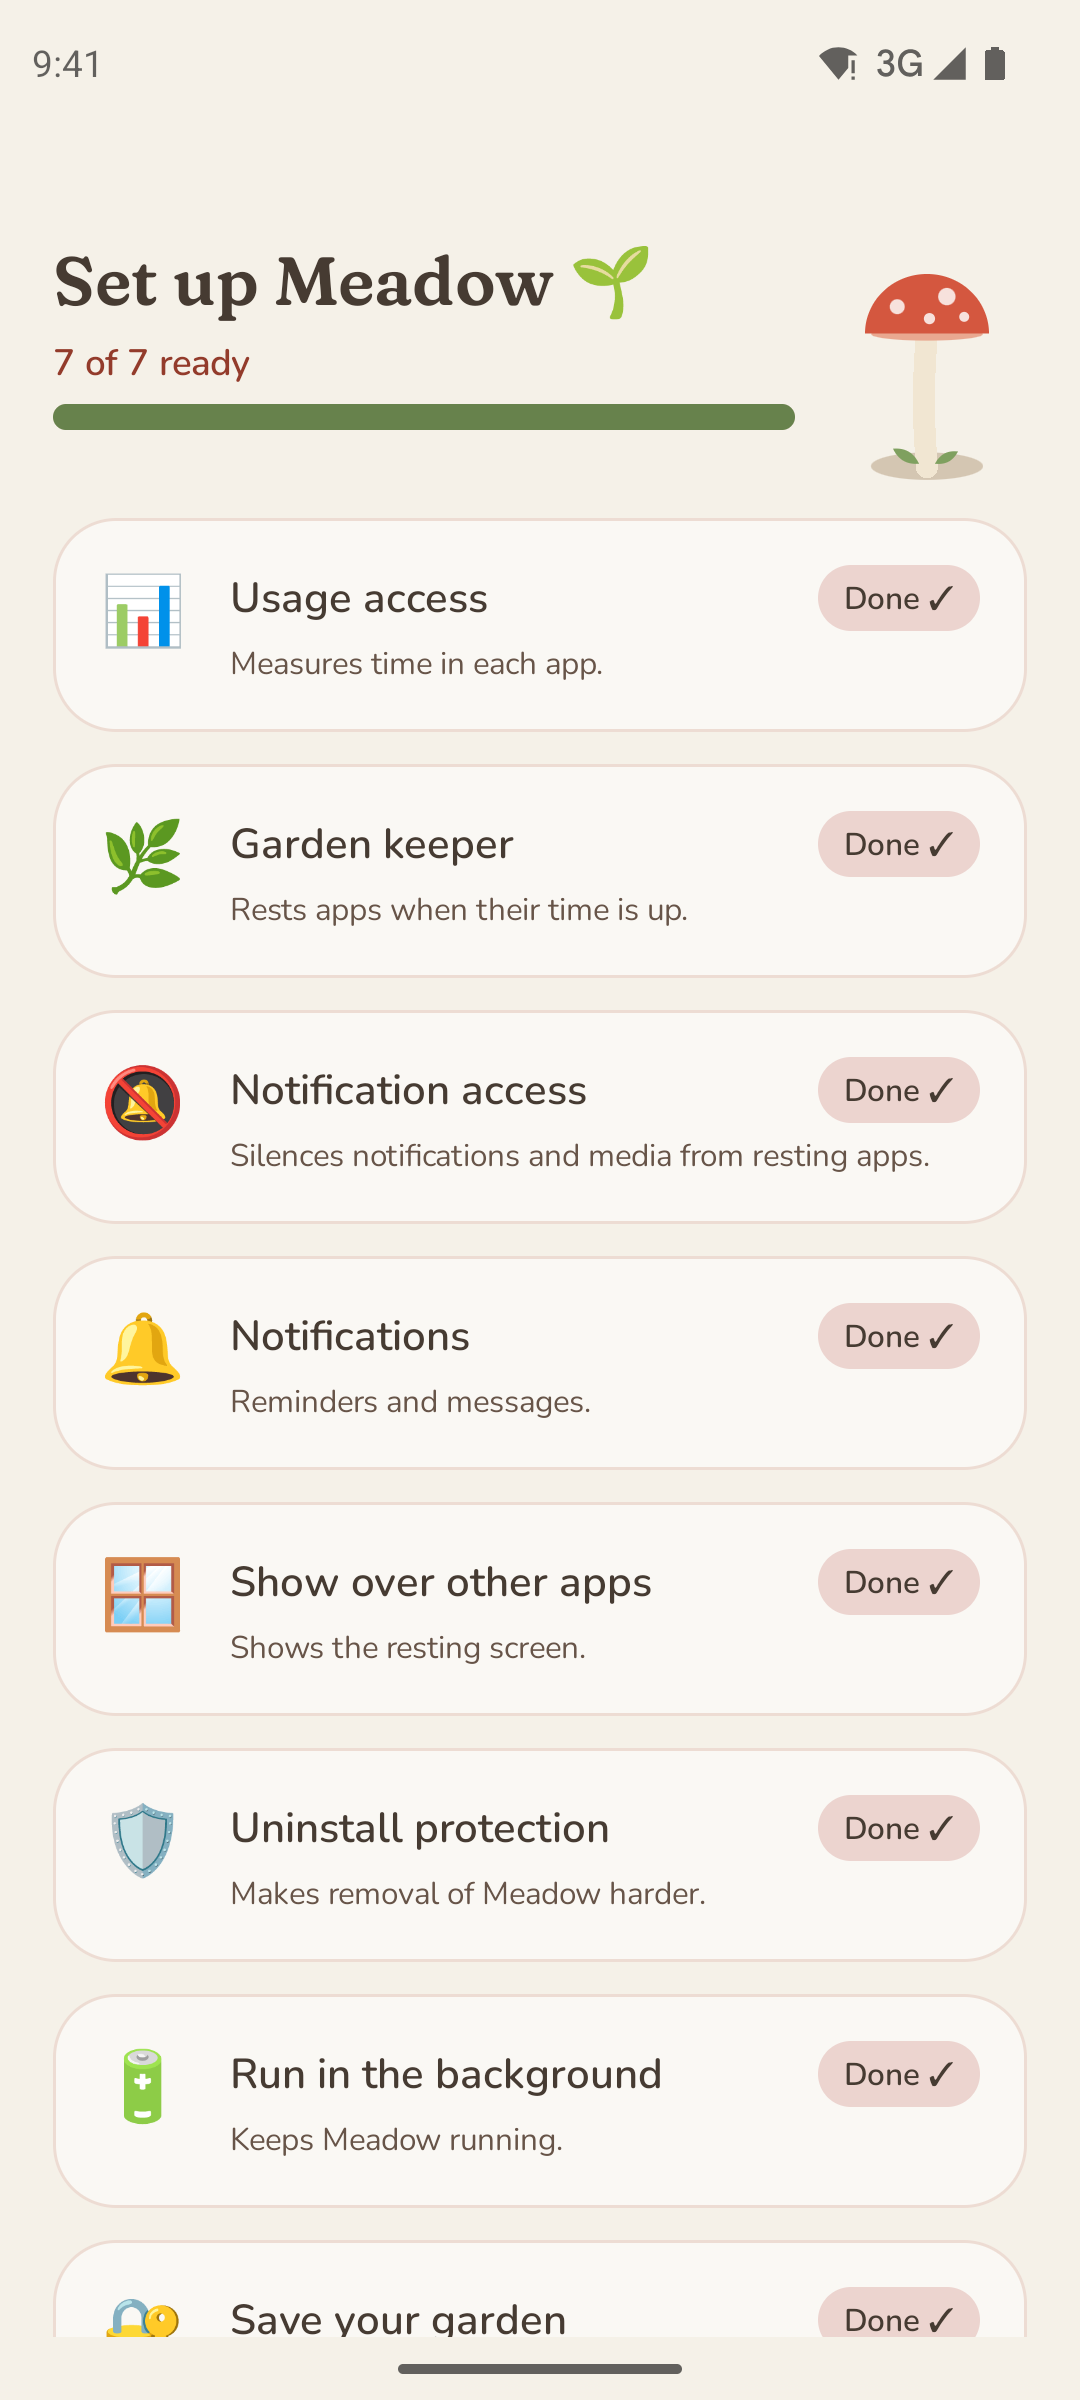 9:41
3G
Set up Meadow 🌱
7 of 7 ready
Usage access
Done ✓
Measures time in each app.
Garden keeper
Done ✓
Rests apps when their time is up.
Notification access
Done ✓
Silences notifications and media from resting apps.
Notifications
Done ✓
Reminders and messages.
Show over other apps
Done ✓
Shows the resting screen.
Uninstall protection
Done ✓
Makes removal of Meadow harder.
Run in the background
Done ✓
Keeps Meadow running.
Save your garden
Done ✓